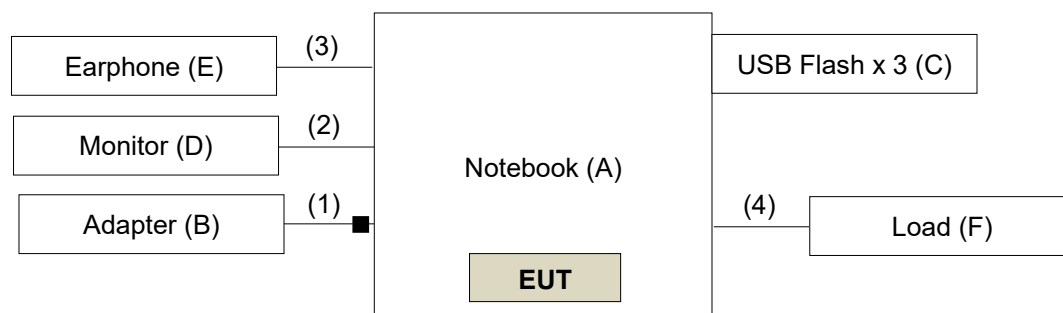 Earphone (E)
(3)
USB Flash x 3 (C)
Monitor (D)
(2)
Notebook (A)
Adapter (B)
(1)
(4)
Load (F)
EUT